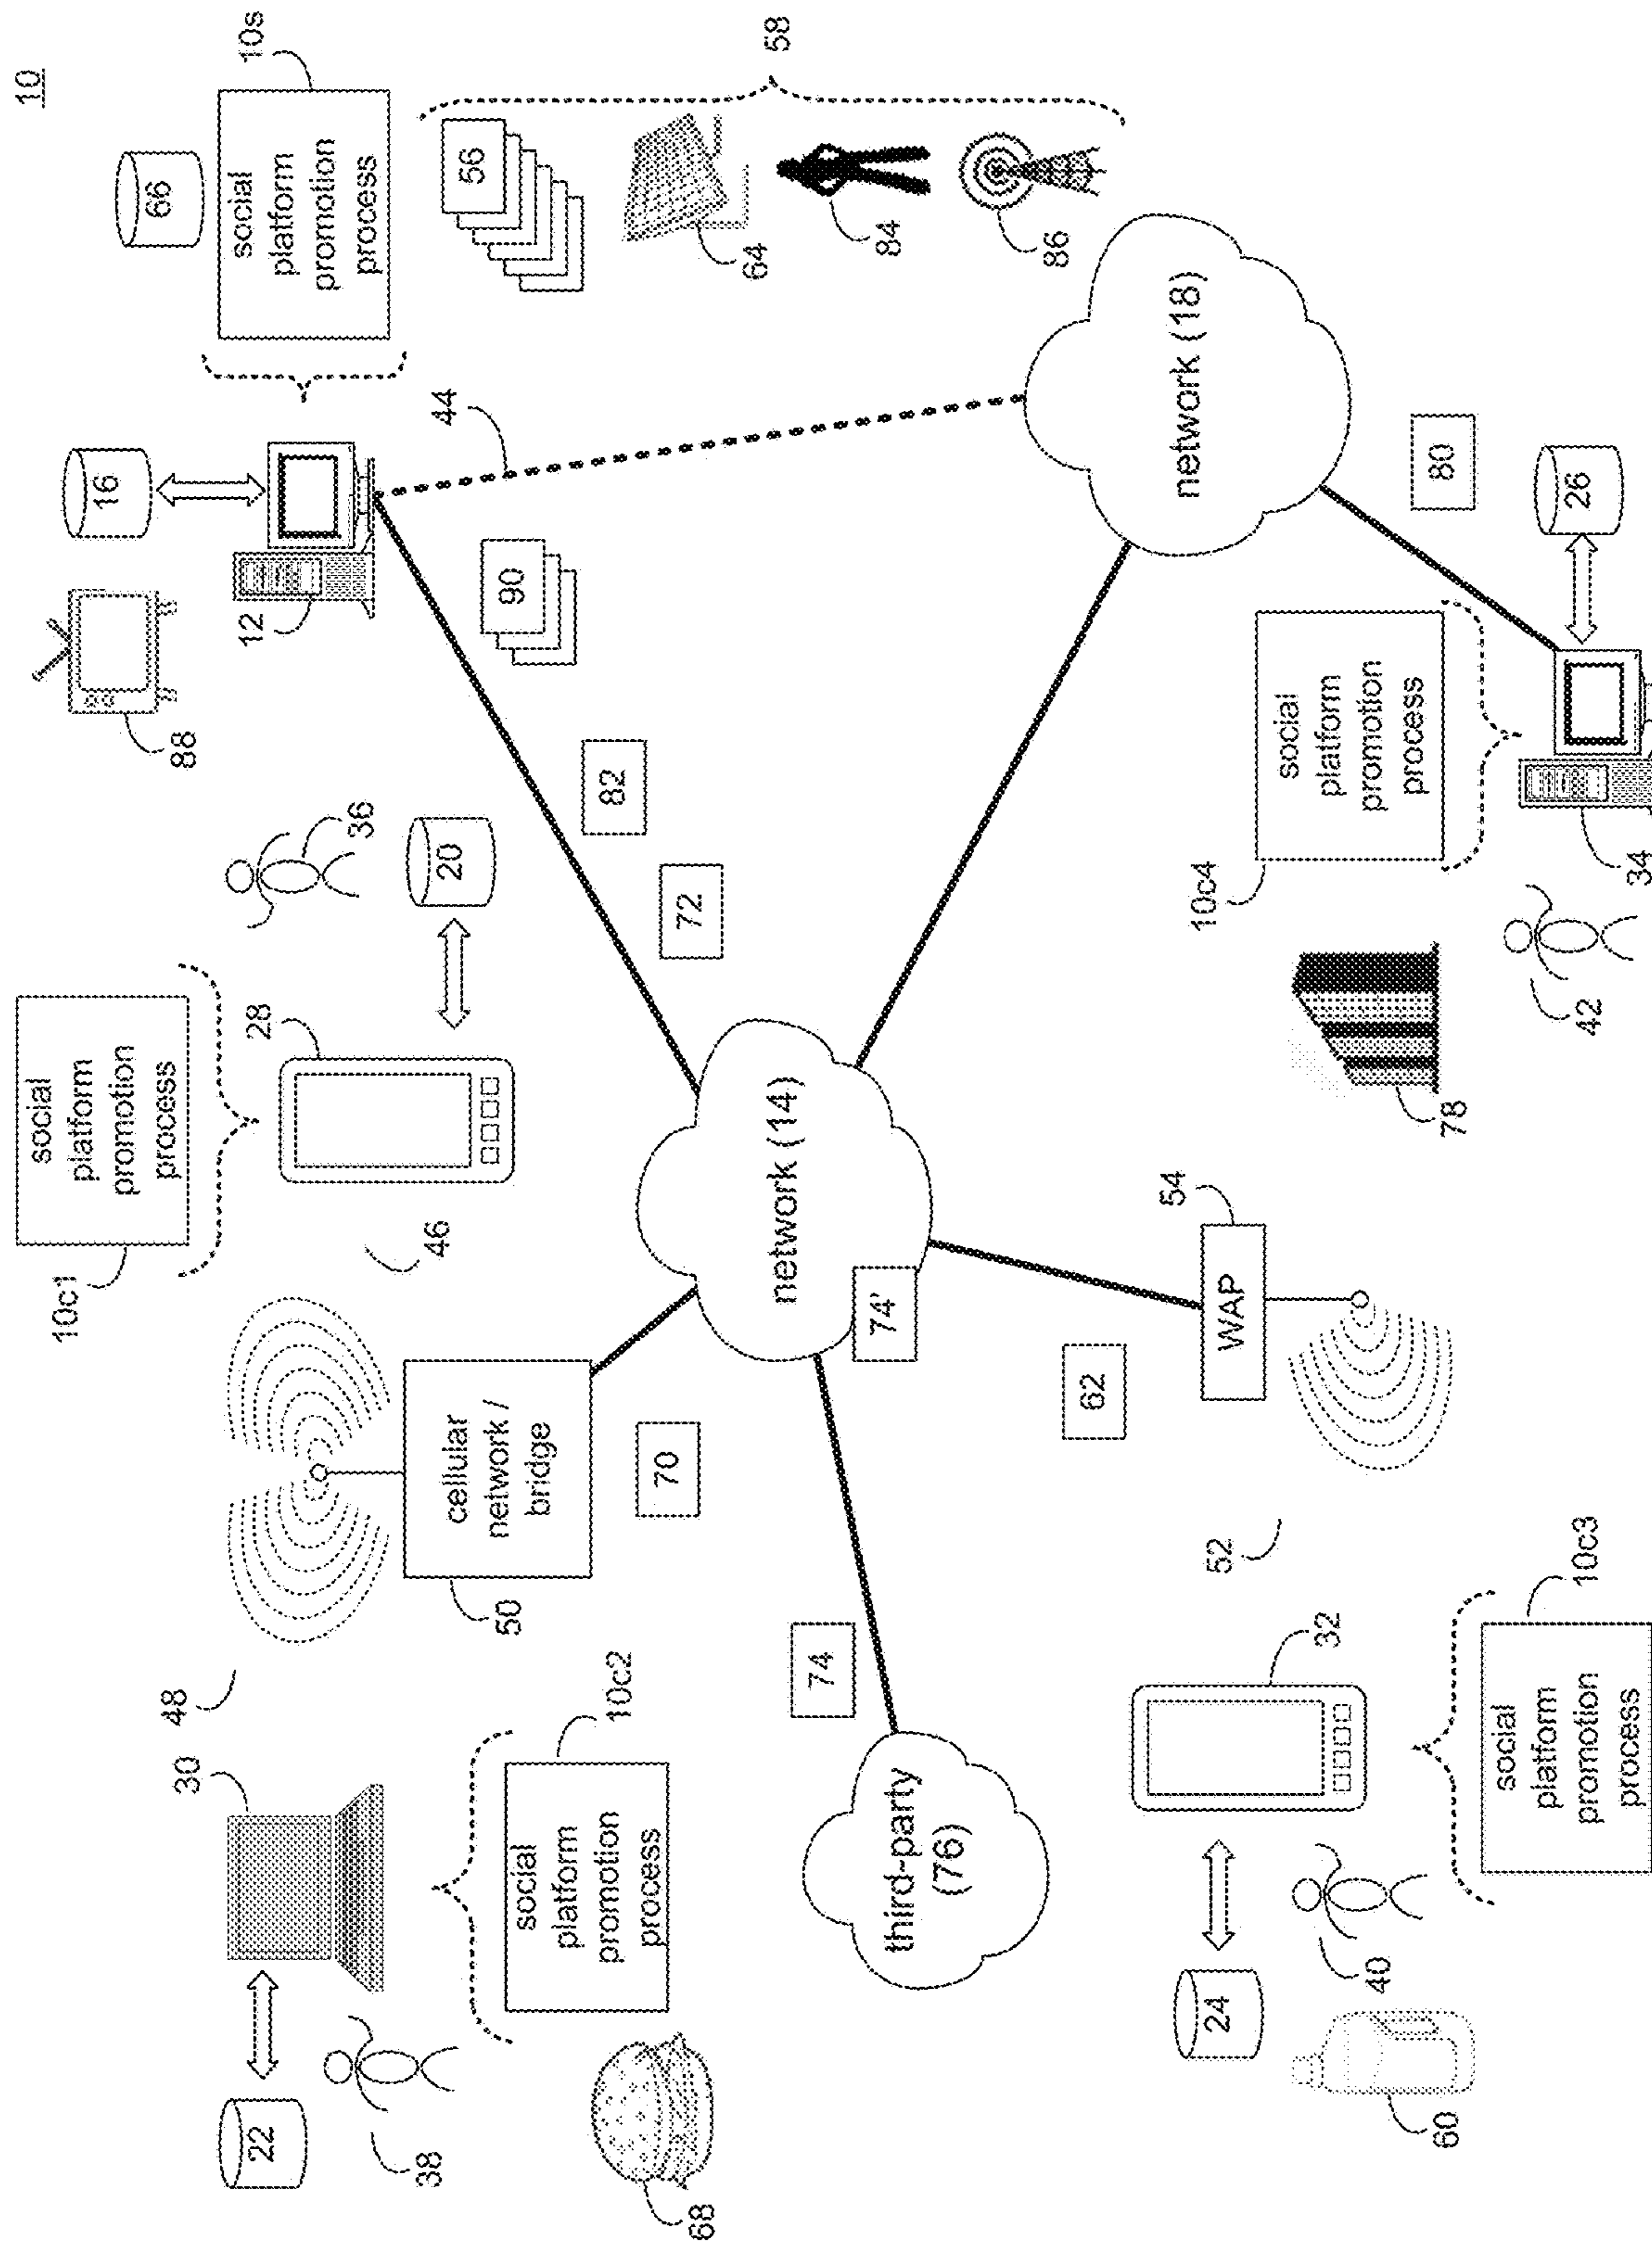 10
10s
66
social
platform
promotion
process
16
12
88
44
56
58
64
84
86
90
82
72
36
20
10c1
social
platform
promotion
process
28
46
network (14)
74'
network (18)
80
26
social
platform
promotion
process
10c4
34
42
78
48
cellular
network /
bridge
50
70
62
54
WAP
52
30
22
38
10c2
social
platform
promotion
process
68
74
third-party
(76)
32
24
40
60
10c3
social
platform
promotion
process